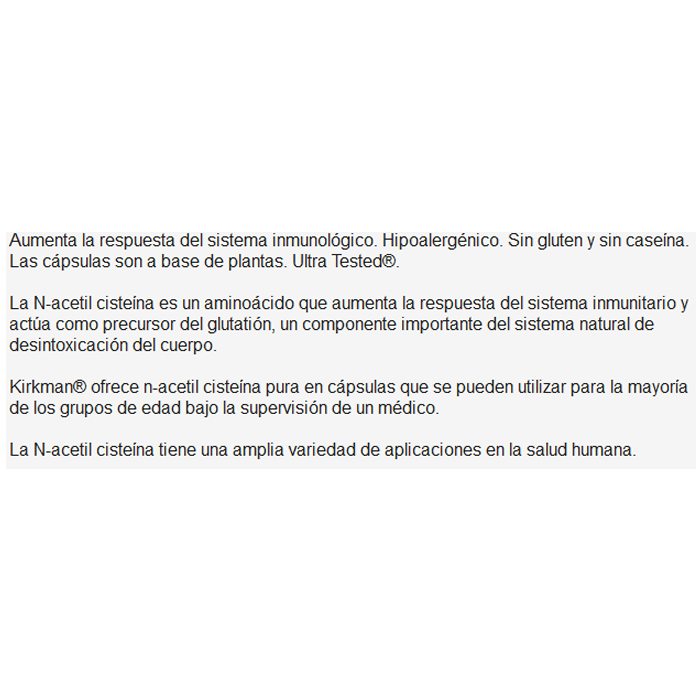 Aumenta la respuesta del sistema inmunológico. Hipoalergénico. Sin gluten y sin caseína.
Las cápsulas son a base de plantas. Ultra Tested®.
La N-acetil cisteína es un aminoácido que aumenta la respuesta del sistema inmunitario y
actúa como precursor del glutatión, un componente importante del sistema natural de
desintoxicación del cuerpo.
Kirkman® ofrece n-acetil cisteína pura en cápsulas que se pueden utilizar para la mayoría
de los grupos de edad bajo la supervisión de un médico.
La N-acetil cisteína tiene una amplia variedad de aplicaciones en la salud humana.